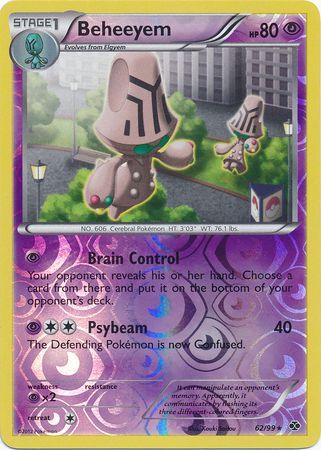 STAGE1
Beheeyem
HP80
Evolves from Elgyem
NO. 606 Cerebral Pokémon HT: 3'03" WT: 76.1 lbs.
Brain Control
Your opponent reveals his or her hand. Choose a
card from there and put it on the bottom of your
opponent's deck.
Psybeam 40
The Defending Pokémon is now Confused.
weakness
resistance
×2
retreat
It can manipulate an
opponent's memory. Apparently, it
communicates by flashing its
three different-colored fingers.
©2012 Pokémon
Illus. Kouki Saitou
62/99